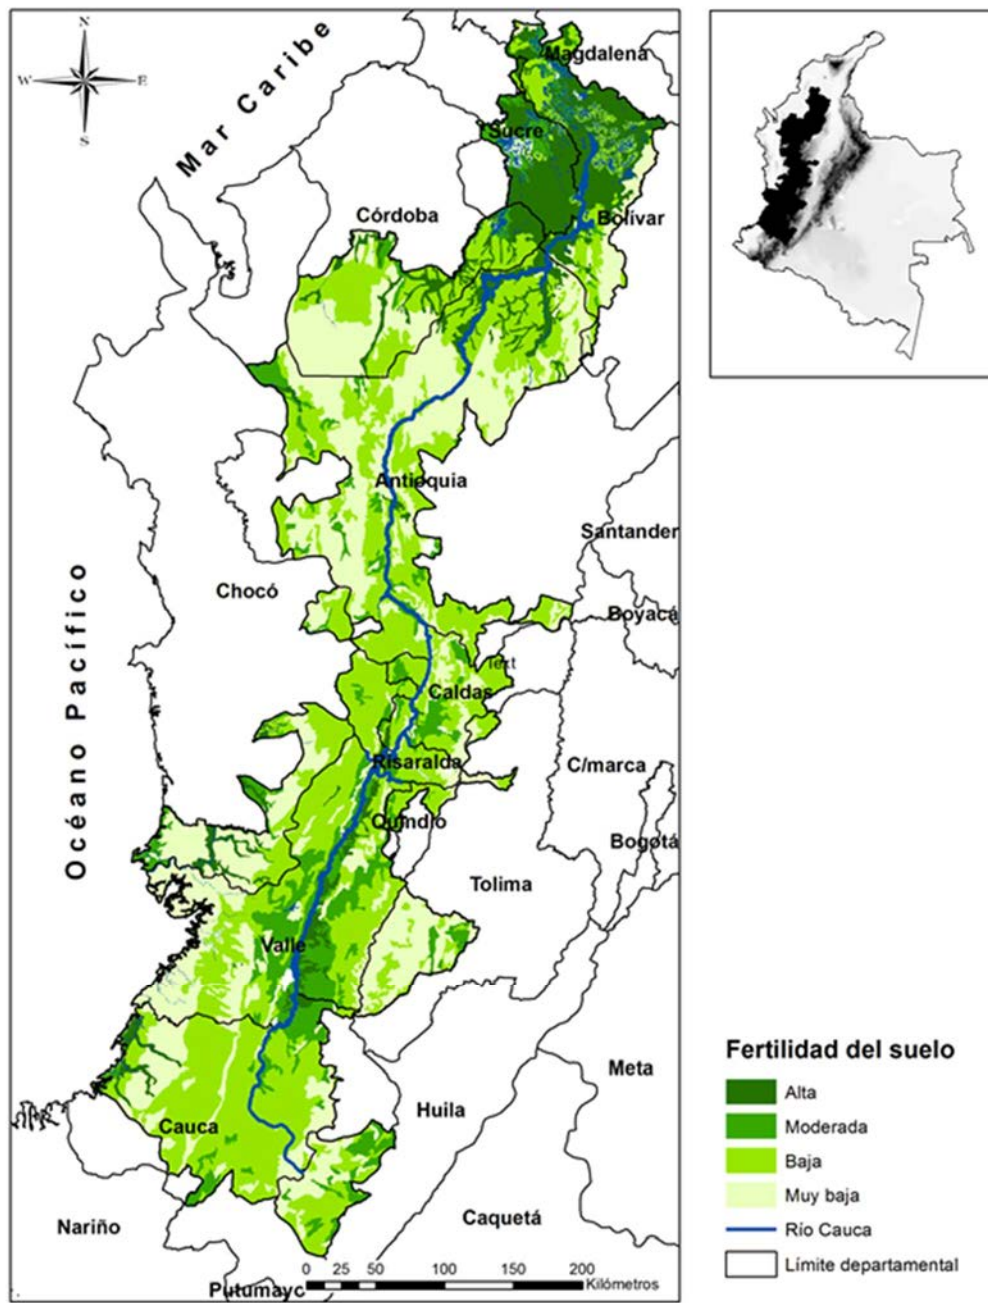 N
W
E
S
Mar Caribe
Magdalena
Sucre
Córdoba
Bolívar
Antioquia
Santander
Chocó
Boyacá
Text
Caldas
Océano Pacífico
C/marca
Risaralda
Quindío
Bogotá
Tolima
Valle
Meta
Huila
Cauca
Caquetá
Nariño
Putumayo
0 25 50 100 150 200
Kilómetros
Fertilidad del suelo
Alta
Moderada
Baja
Muy baja
Río Cauca
Límite departamental